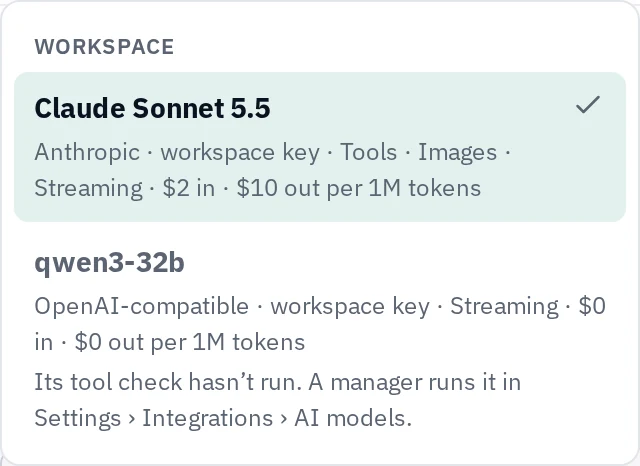 WORKSPACE
Claude Sonnet 5.5
Anthropic · workspace key · Tools · Images ·
Streaming · $2 in · $10 out per 1M tokens
qwen3-32b
OpenAI-compatible · workspace key · Streaming · $0
in · $0 out per 1M tokens
Its tool check hasn’t run. A manager runs it in
Settings › Integrations › AI models.